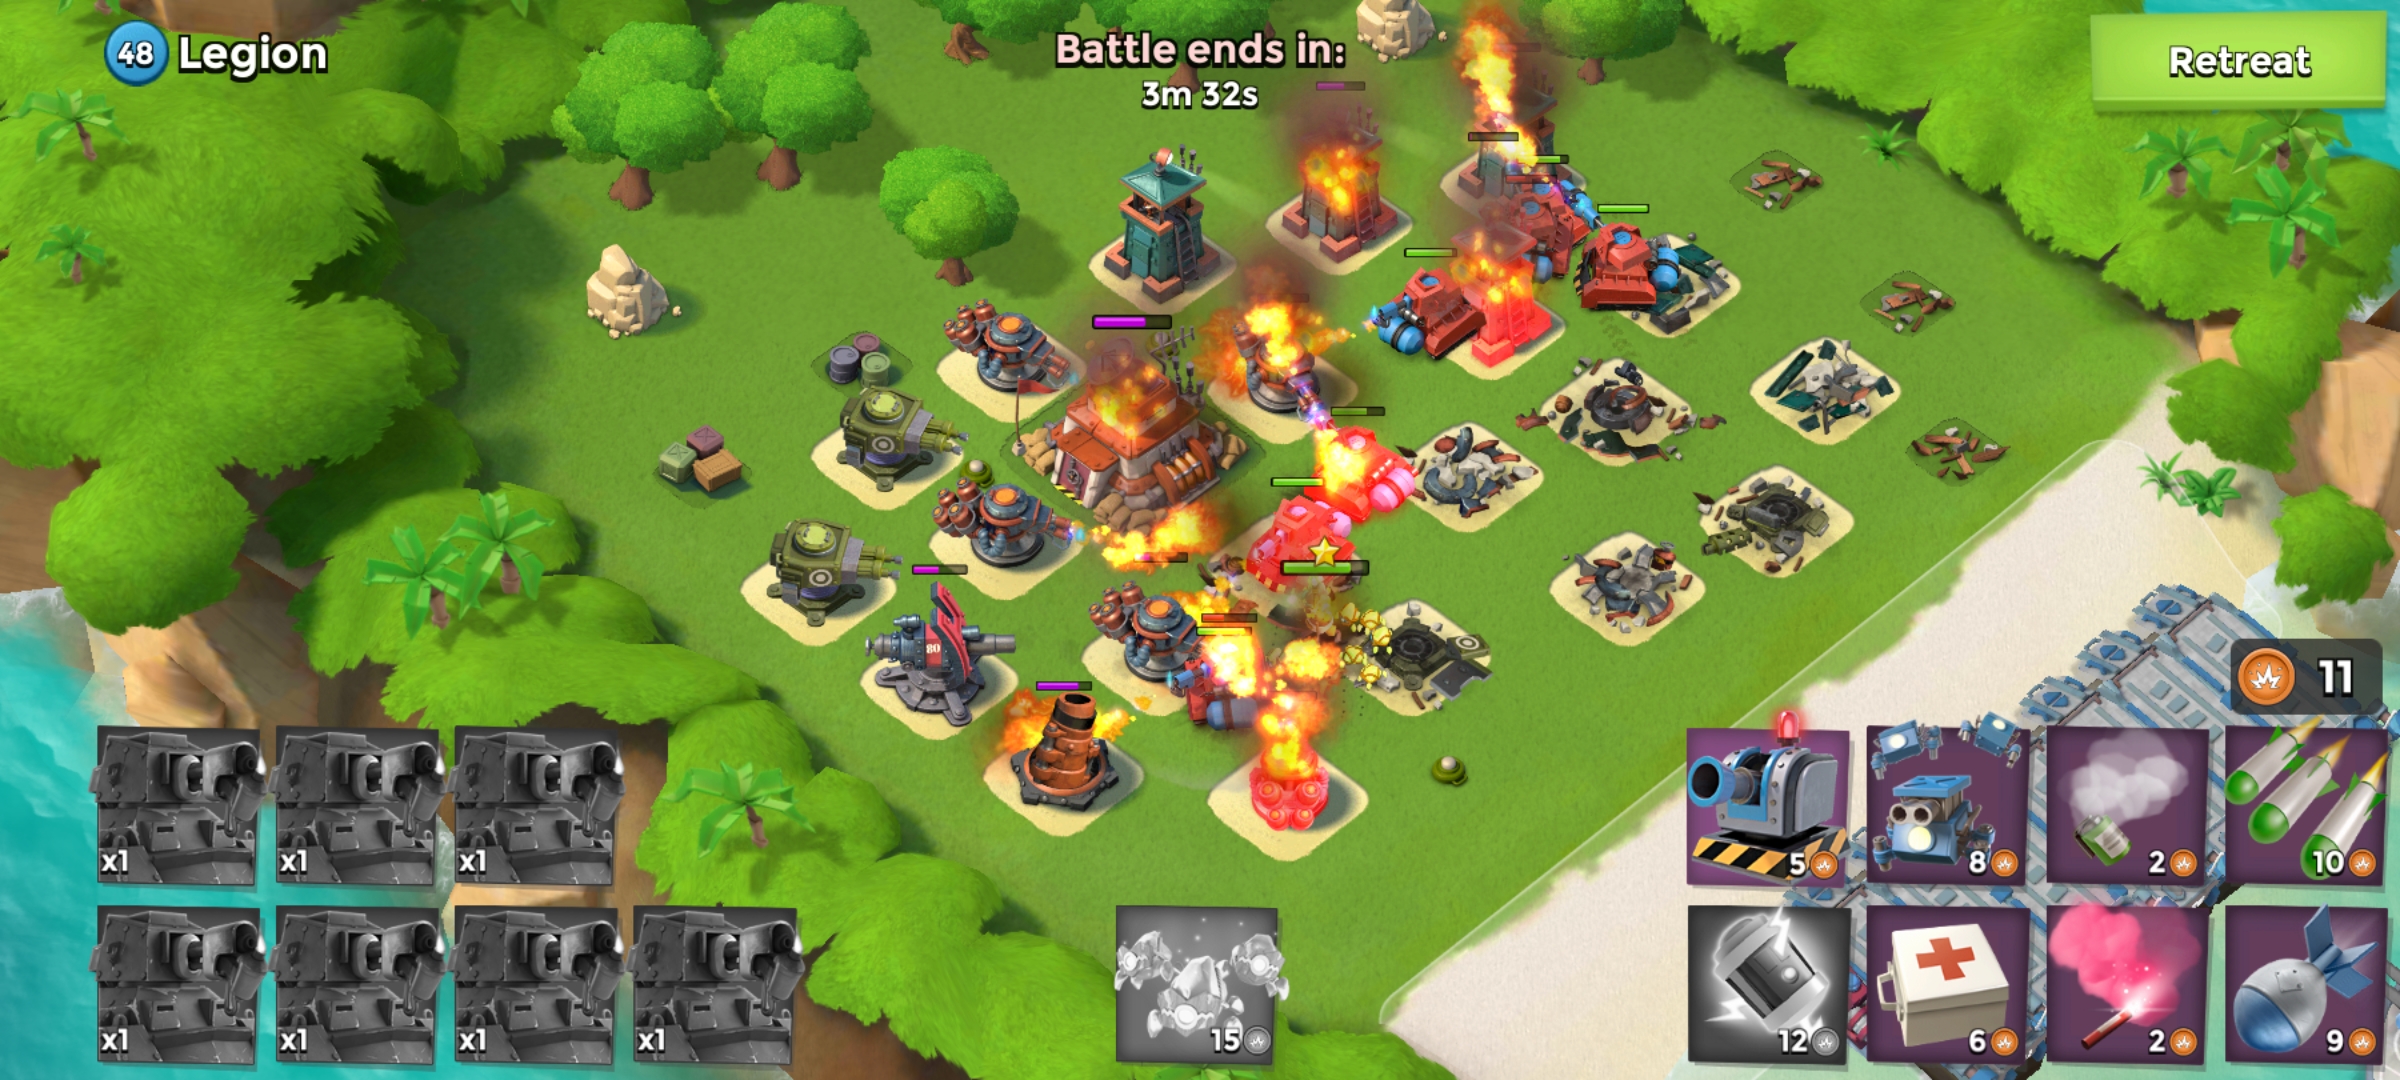 48 Legion
Battle ends in:
3m 32s
Retreat
80
11
x1 x1 x1
5 8 2 10
x1 x1 x1 x1
15
12 6 2 9